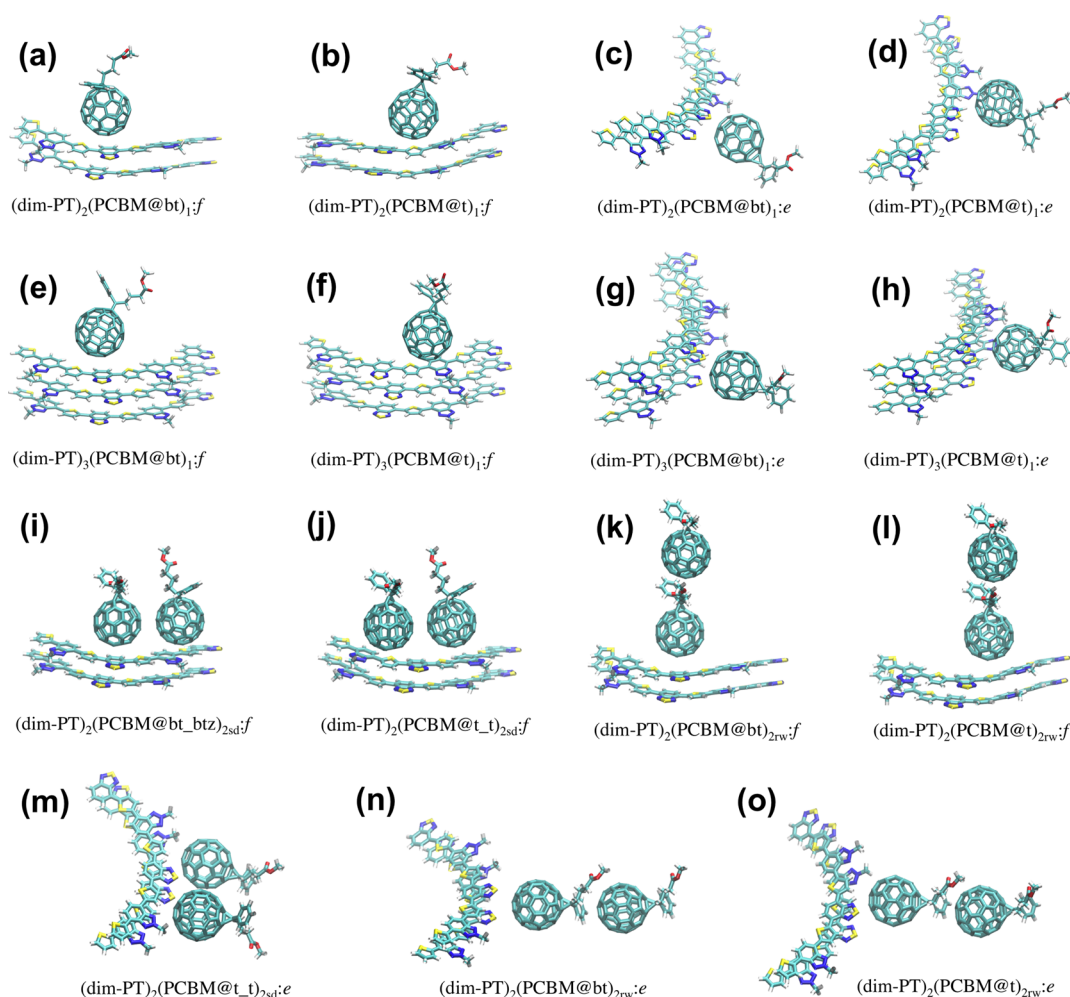 (a) (b) (c) (d)
(dim-PT)₂(PCBM@bt)₁:f (dim-PT)₂(PCBM@t)₁:f (dim-PT)₂(PCBM@bt)₁:e (dim-PT)₂(PCBM@t)₁:e
(e) (f) (g) (h)
(dim-PT)₃(PCBM@bt)₁:f (dim-PT)₃(PCBM@t)₁:f (dim-PT)₃(PCBM@bt)₁:e (dim-PT)₃(PCBM@t)₁:e
(i) (j) (k) (l)
(dim-PT)₂(PCBM@bt_btz)₂sd:f (dim-PT)₂(PCBM@t_t)₂sd:f (dim-PT)₂(PCBM@bt)₂rw:f (dim-PT)₂(PCBM@t)₂rw:f
(m) (n) (o)
(dim-PT)₂(PCBM@t_t)₂sd:e (dim-PT)₂(PCBM@bt)₂rw:e (dim-PT)₂(PCBM@t)₂rw:e